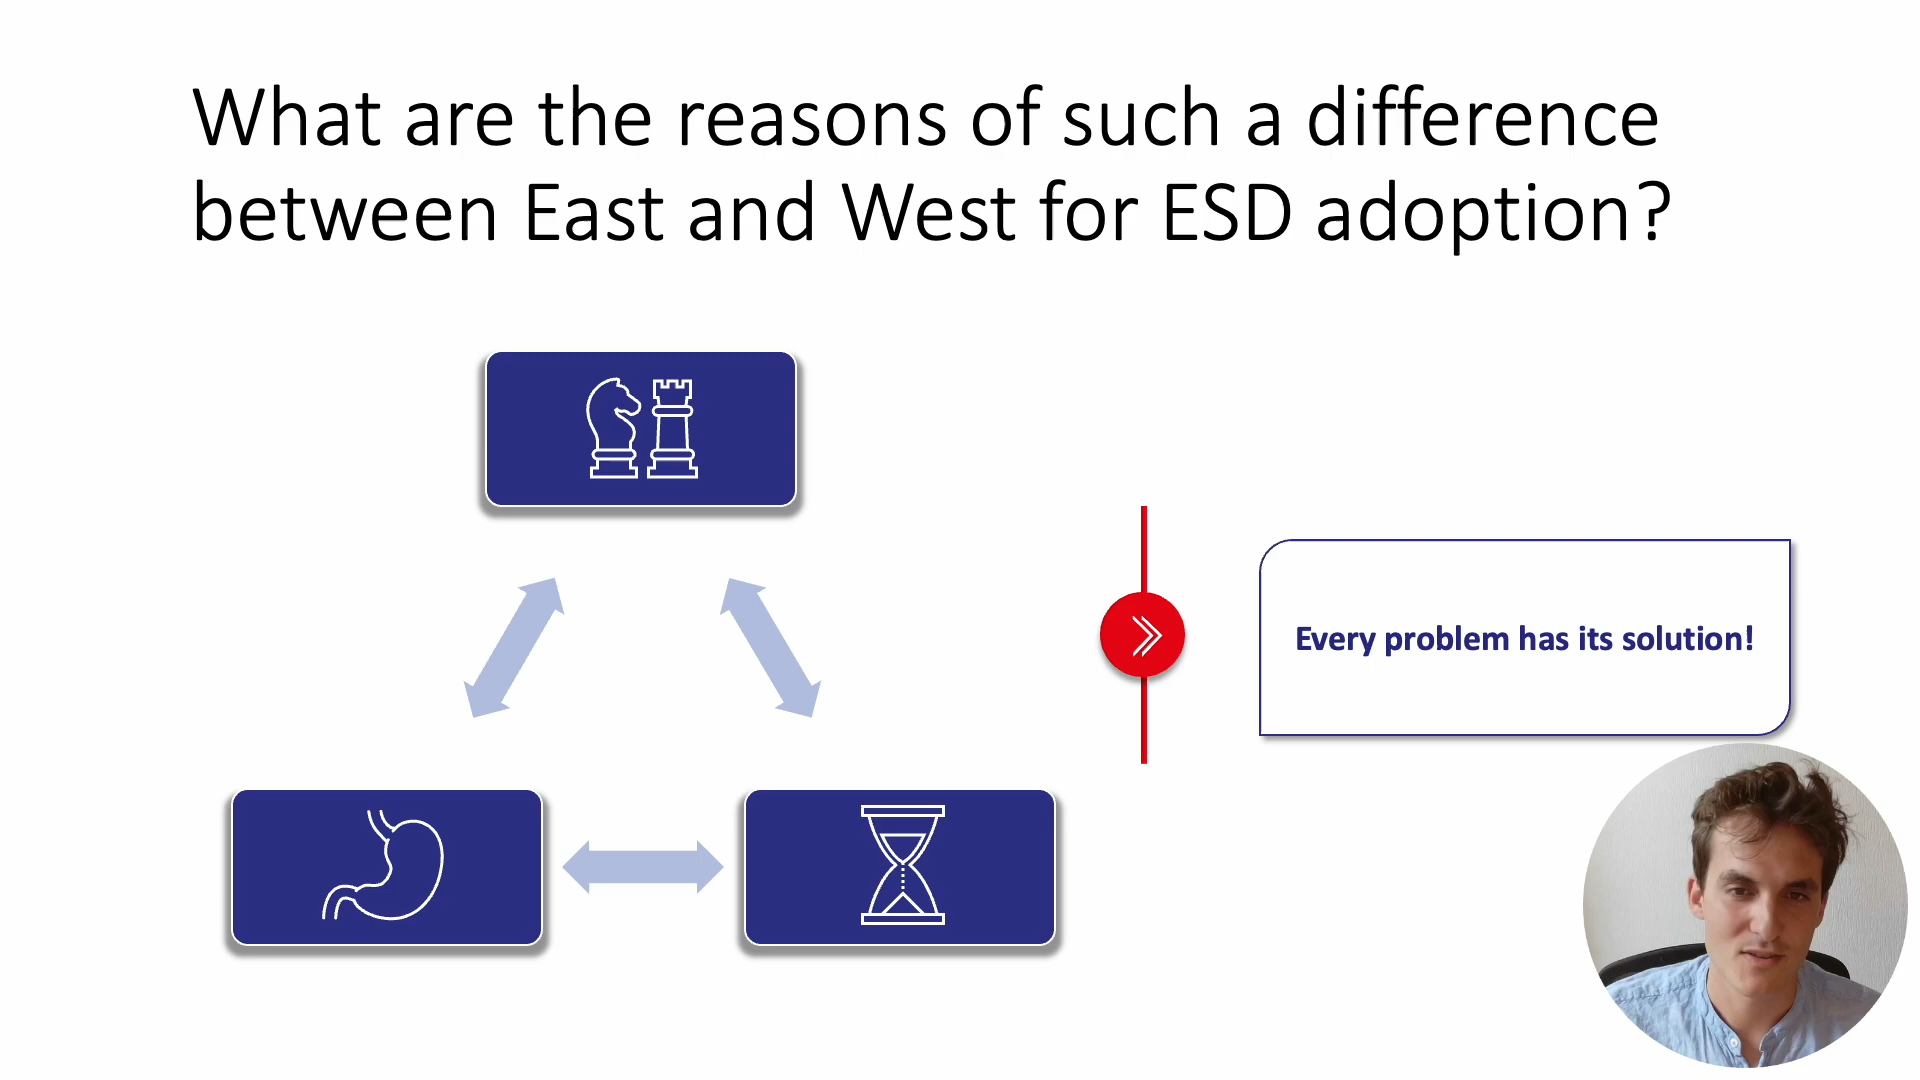 What are the reasons of such a difference
between East and West for ESD adoption?
Every problem has its solution!